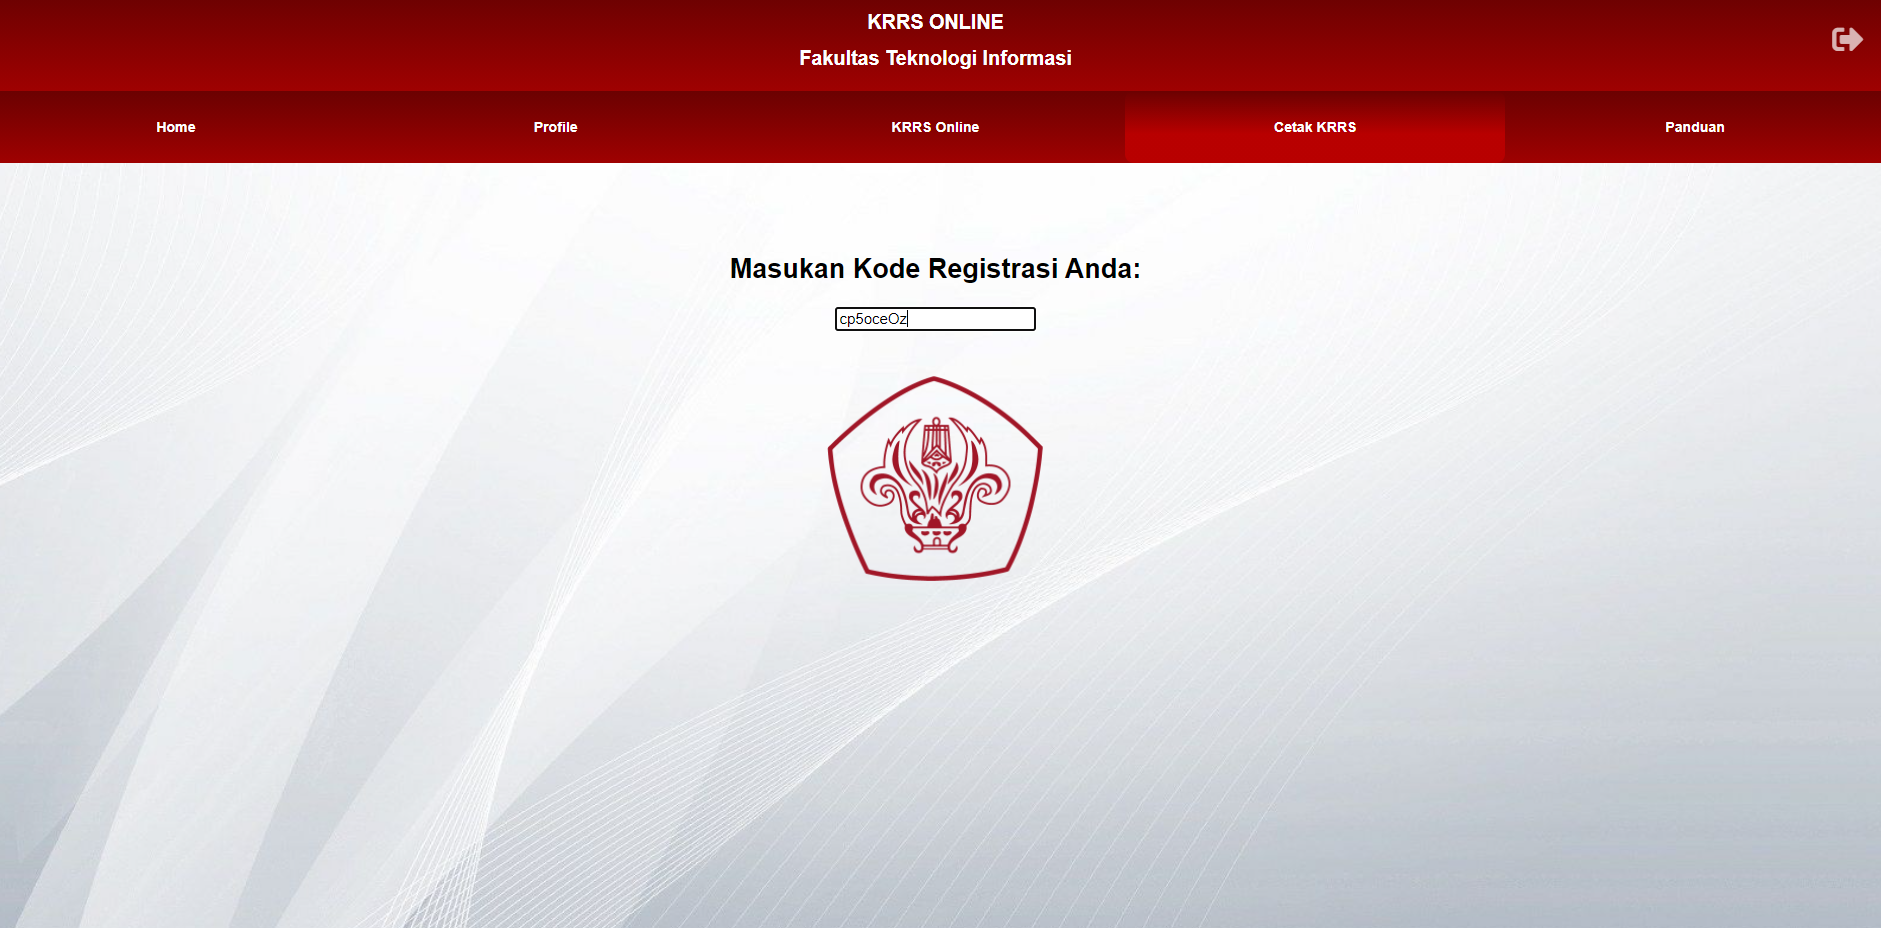 KRRS ONLINE
Fakultas Teknologi Informasi
Home
Profile
KRRS Online
Cetak KRRS
Panduan
Masukan Kode Registrasi Anda:
cp5oceOz